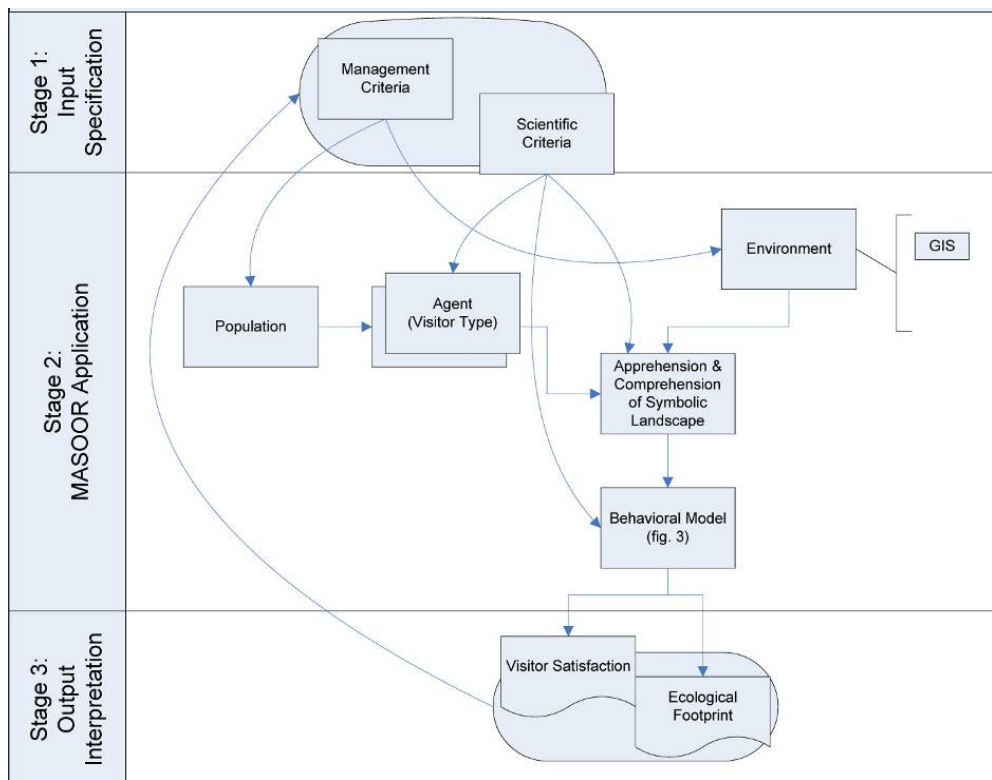 Stage 1:
Input
Specification
Management
Criteria
Scientific
Criteria
Stage 2:
MASOOR Application
Environment
GIS
Population
Agent
(Visitor Type)
Apprehension &
Comprehension
of Symbolic
Landscape
Behavioral Model
(fig. 3)
Stage 3:
Output
Interpretation
Visitor Satisfaction
Ecological
Footprint